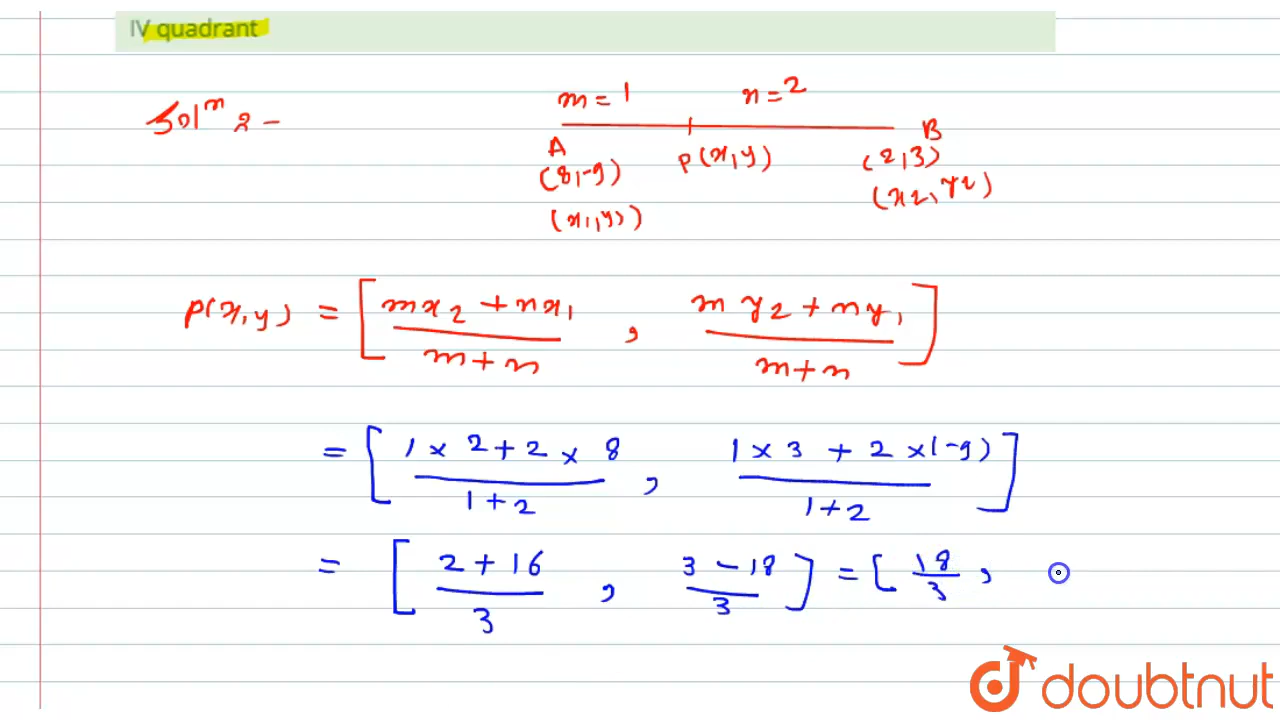 IV quadrant
Solⁿ 2 -
m = 1 n = 2
A P(x,y) B
(8,-9) (2,3)
(x₁,y₁) (x₂,y₂)
P(x,y) = [ (mx₂ + nx₁)/(m+n) , (my₂ + ny₁)/(m+n) ]
= [ (1 × 2 + 2 × 8)/(1+2) , (1 × 3 + 2 × (-9))/(1+2) ]
= [ (2 + 16)/3 , (3 - 18)/3 ] = [ 18/3 ,
doubtnut